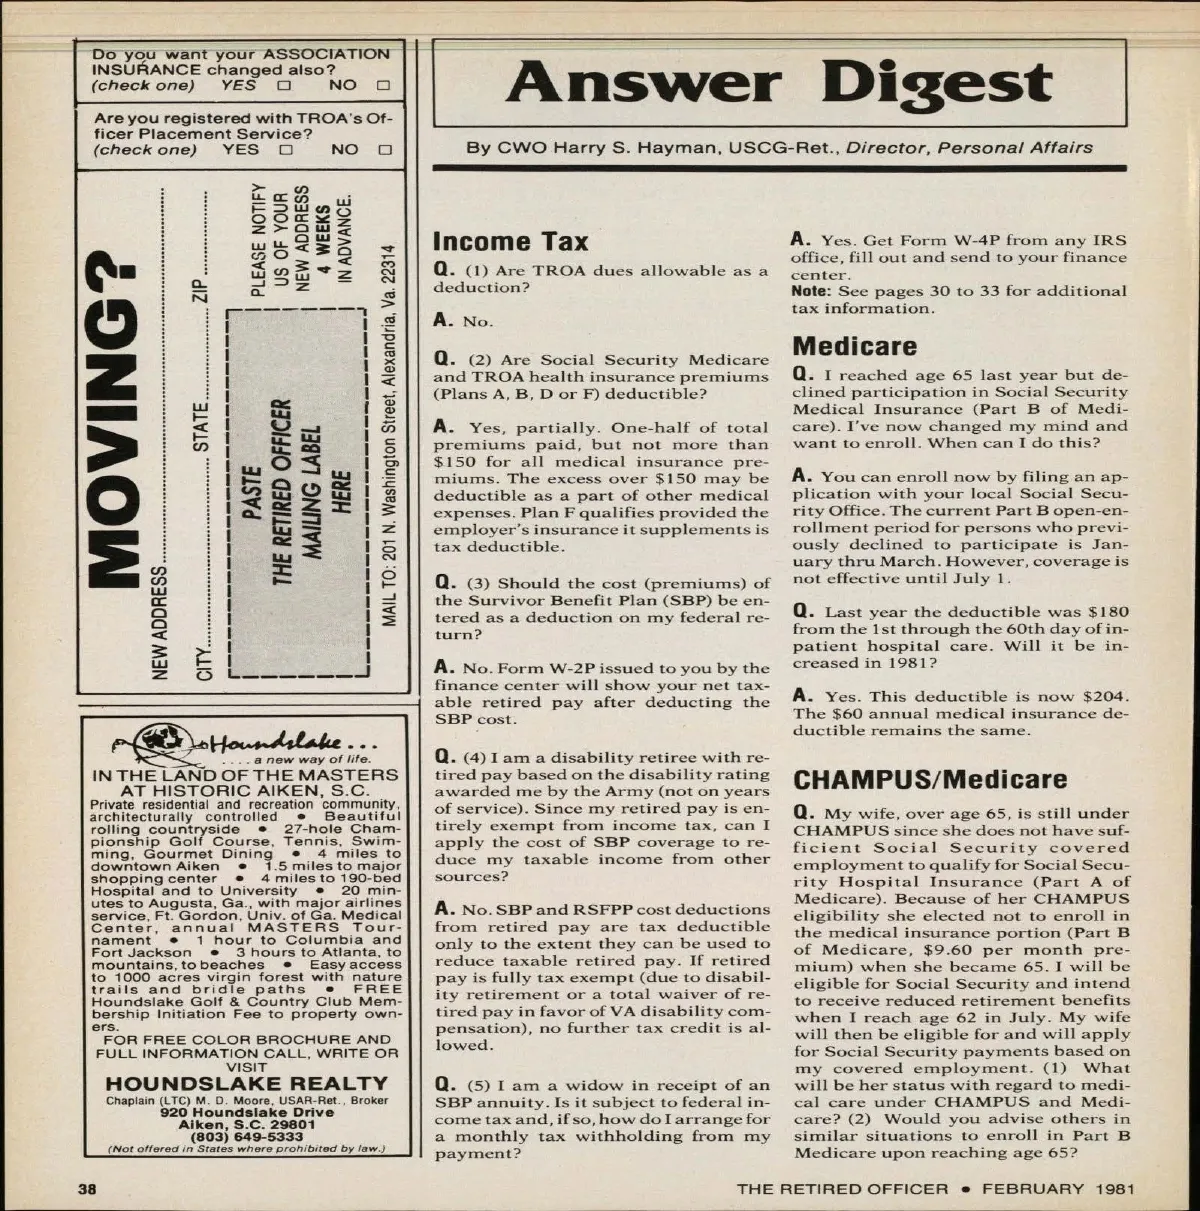 Do you want your ASSOCIATION
INSURANCE changed also?
(check one) YES □ NO □
Are you registered with TROA's Of-
ficer Placement Service?
(check one) YES □ NO □
MOVING?
NEW ADDRESS
CITY STATE ZIP
PLEASE NOTIFY
US OF YOUR
NEW ADDRESS
4 WEEKS
IN ADVANCE.
PASTE
THE RETIRED OFFICER
MAILING LABEL
HERE
MAIL TO: 201 N. Washington Street, Alexandria, Va. 22314
Houndslake...
....a new way of life.
IN THE LAND OF THE MASTERS
AT HISTORIC AIKEN, S.C.
Private residential and recreation community,
architecturally controlled • Beautiful
rolling countryside • 27-hole Cham-
pionship Golf Course, Tennis, Swim-
ming, Gourmet Dining • 4 miles to
downtown Aiken • 1.5 miles to major
shopping center • 4 miles to 190-bed
Hospital and to University • 20 min-
utes to Augusta, Ga., with major airlines
service, Ft. Gordon, Univ. of Ga. Medical
Center, annual MASTERS Tour-
nament • 1 hour to Columbia and
Fort Jackson • 3 hours to Atlanta, to
mountains, to beaches • Easy access
to 1000 acres virgin forest with nature
trails and bridle paths • FREE
Houndslake Golf & Country Club Mem-
bership Initiation Fee to property own-
ers.
FOR FREE COLOR BROCHURE AND
FULL INFORMATION CALL, WRITE OR
VISIT
HOUNDSLAKE REALTY
Chaplain (LTC) M. D. Moore, USAR-Ret., Broker
920 Houndslake Drive
Aiken, S.C. 29801
(803) 649-5333
(Not offered in States where prohibited by law.)
Answer Digest
By CWO Harry S. Hayman, USCG-Ret., Director, Personal Affairs
Income Tax
Q. (1) Are TROA dues allowable as a
deduction?
A. No.
Q. (2) Are Social Security Medicare
and TROA health insurance premiums
(Plans A, B, D or F) deductible?
A. Yes, partially. One-half of total
premiums paid, but not more than
$150 for all medical insurance pre-
miums. The excess over $150 may be
deductible as a part of other medical
expenses. Plan F qualifies provided the
employer's insurance it supplements is
tax deductible.
Q. (3) Should the cost (premiums) of
the Survivor Benefit Plan (SBP) be en-
tered as a deduction on my federal re-
turn?
A. No. Form W-2P issued to you by the
finance center will show your net tax-
able retired pay after deducting the
SBP cost.
Q. (4) I am a disability retiree with re-
tired pay based on the disability rating
awarded me by the Army (not on years
of service). Since my retired pay is en-
tirely exempt from income tax, can I
apply the cost of SBP coverage to re-
duce my taxable income from other
sources?
A. No. SBP and RSFPP cost deductions
from retired pay are tax deductible
only to the extent they can be used to
reduce taxable retired pay. If retired
pay is fully tax exempt (due to disabil-
ity retirement or a total waiver of re-
tired pay in favor of VA disability com-
pensation), no further tax credit is al-
lowed.
Q. (5) I am a widow in receipt of an
SBP annuity. Is it subject to federal in-
come tax and, if so, how do I arrange for
a monthly tax withholding from my
payment?
A. Yes. Get Form W-4P from any IRS
office, fill out and send to your finance
center.
Note: See pages 30 to 33 for additional
tax information.
Medicare
Q. I reached age 65 last year but de-
clined participation in Social Security
Medical Insurance (Part B of Medi-
care). I've now changed my mind and
want to enroll. When can I do this?
A. You can enroll now by filing an ap-
plication with your local Social Secu-
rity Office. The current Part B open-en-
rollment period for persons who previ-
ously declined to participate is Jan-
uary thru March. However, coverage is
not effective until July 1.
Q. Last year the deductible was $180
from the 1st through the 60th day of in-
patient hospital care. Will it be in-
creased in 1981?
A. Yes. This deductible is now $204.
The $60 annual medical insurance de-
ductible remains the same.
CHAMPUS/Medicare
Q. My wife, over age 65, is still under
CHAMPUS since she does not have suf-
ficient Social Security covered
employment to qualify for Social Secu-
rity Hospital Insurance (Part A of
Medicare). Because of her CHAMPUS
eligibility she elected not to enroll in
the medical insurance portion (Part B
of Medicare, $9.60 per month pre-
mium) when she became 65. I will be
eligible for Social Security and intend
to receive reduced retirement benefits
when I reach age 62 in July. My wife
will then be eligible for and will apply
for Social Security payments based on
my covered employment. (1) What
will be her status with regard to medi-
cal care under CHAMPUS and Medi-
care? (2) Would you advise others in
similar situations to enroll in Part B
Medicare upon reaching age 65?
38
THE RETIRED OFFICER • FEBRUARY 1981